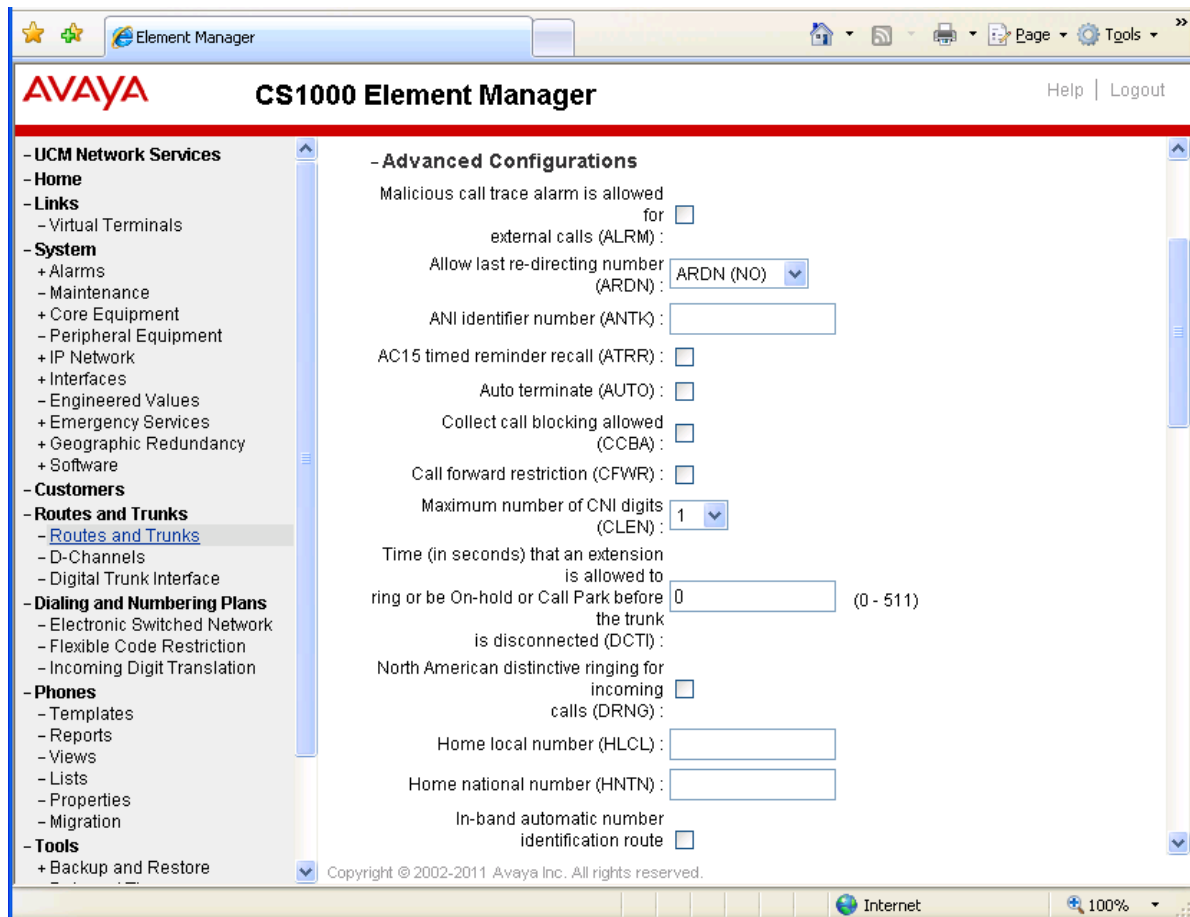 Element Manager
Page
Tools
»
AVAYA
CS1000 Element Manager
Help | Logout
– UCM Network Services
– Home
– Links
– Virtual Terminals
– System
+ Alarms
– Maintenance
+ Core Equipment
– Peripheral Equipment
+ IP Network
+ Interfaces
– Engineered Values
+ Emergency Services
+ Geographic Redundancy
+ Software
– Customers
– Routes and Trunks
– Routes and Trunks
– D-Channels
– Digital Trunk Interface
– Dialing and Numbering Plans
– Electronic Switched Network
– Flexible Code Restriction
– Incoming Digit Translation
– Phones
– Templates
– Reports
– Views
– Lists
– Properties
– Migration
– Tools
+ Backup and Restore
– Advanced Configurations
Malicious call trace alarm is allowed
for
external calls (ALRM) :
Allow last re-directing number
(ARDN) :
ARDN (NO)
ANI identifier number (ANTK) :
AC15 timed reminder recall (ATRR) :
Auto terminate (AUTO) :
Collect call blocking allowed
(CCBA) :
Call forward restriction (CFWR) :
Maximum number of CNI digits
(CLEN) :
1
Time (in seconds) that an extension
is allowed to
ring or be On-hold or Call Park before
the trunk
is disconnected (DCTI) :
0
(0 - 511)
North American distinctive ringing for
incoming
calls (DRNG) :
Home local number (HLCL) :
Home national number (HNTN) :
In-band automatic number
identification route
Copyright © 2002-2011 Avaya Inc. All rights reserved.
Internet
100%